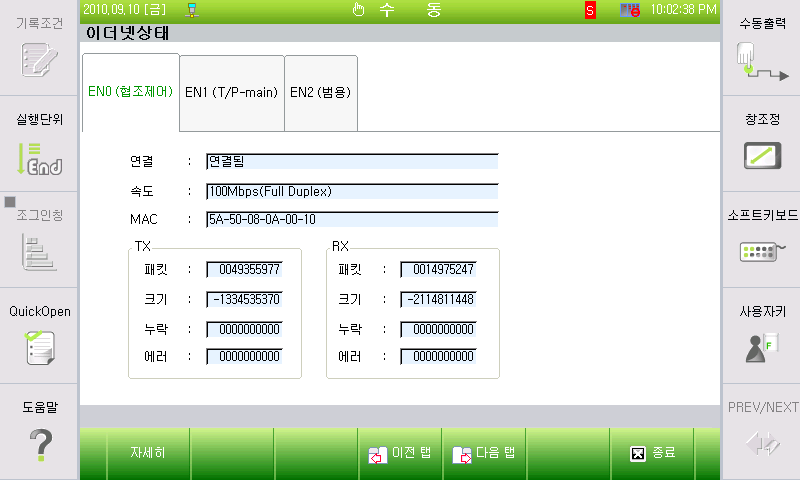 2010.09.10 [금] 수 동 S 10:02:38 PM
이더넷상태
기록조건
실행단위
End
조그인칭
QuickOpen
도움말
EN0 (협조제어) EN1 (T/P-main) EN2 (범용)
연결 : 연결됨
속도 : 100Mbps(Full Duplex)
MAC : 5A-50-08-0A-00-10
TX
패킷 : 0049355977
크기 : -1334535370
누락 : 0000000000
에러 : 0000000000
RX
패킷 : 0014975247
크기 : -2114811448
누락 : 0000000000
에러 : 0000000000
수동출력
창조정
소프트키보드
사용자키
F
PREV/NEXT
자세히 이전 탭 다음 탭 종료